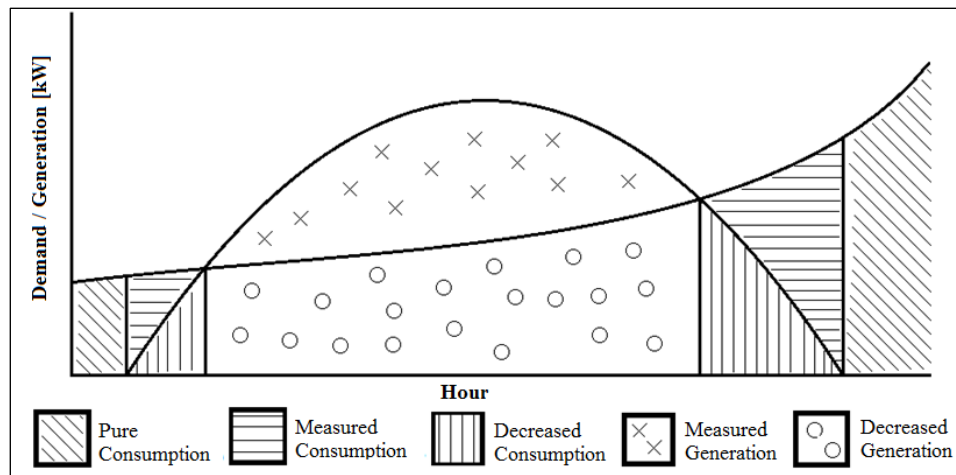 Demand / Generation [kW]
Hour
Pure
Consumption
Measured
Consumption
Decreased
Consumption
Measured
Generation
Decreased
Generation